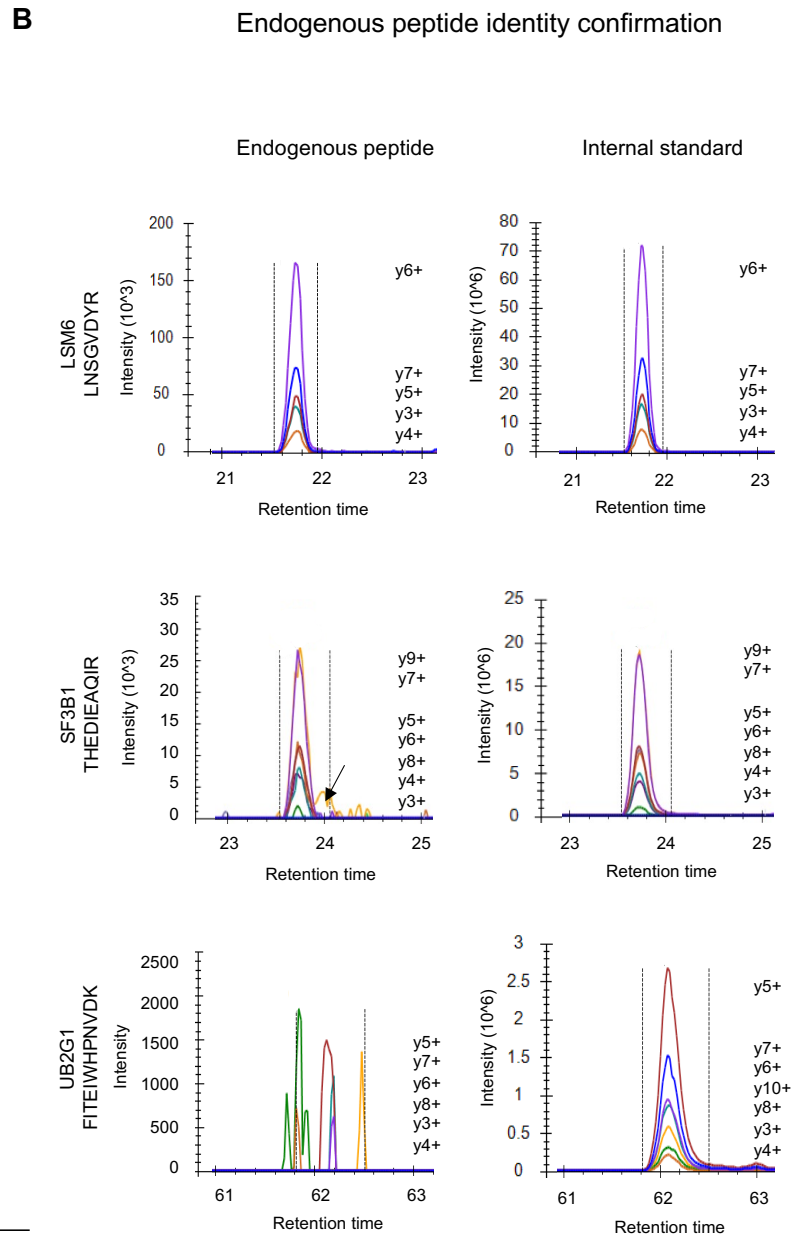 B
Endogenous peptide identity confirmation
Endogenous peptide
Internal standard
LSM6
LNSGVDYR
Intensity (10^3)
200
150
100
50
0
21
22
23
Retention time
y6+
y7+
y5+
y3+
y4+
Intensity (10^6)
80
70
60
50
40
30
20
10
0
21
22
23
Retention time
y6+
y7+
y5+
y3+
y4+
SF3B1
THEDIEAQIR
Intensity (10^3)
35
30
25
20
15
10
5
0
23
24
25
Retention time
y9+
y7+
y5+
y6+
y8+
y4+
y3+
Intensity (10^6)
25
20
15
10
5
0
23
24
25
Retention time
y9+
y7+
y5+
y6+
y8+
y4+
y3+
UB2G1
FITEIWHPNVDK
Intensity
2500
2000
1500
1000
500
0
61
62
63
Retention time
y5+
y7+
y6+
y8+
y3+
y4+
Intensity (10^6)
3
2.5
2
1.5
1
0.5
0
61
62
63
Retention time
y5+
y7+
y6+
y10+
y8+
y3+
y4+